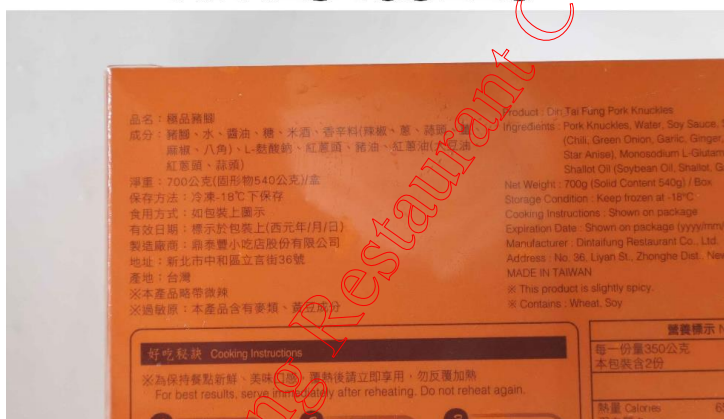 品名：極品豬腳
成分：豬腳、水、醬油、糖、米酒、香辛料(辣椒、蔥、蒜頭、薑、
麻椒、八角)、L-麩酸鈉、紅蔥頭、豬油、紅蔥油(大豆油、
紅蔥頭、蒜頭)
淨重：700公克(固形物540公克)/盒
保存方法：冷凍-18℃下保存
食用方式：如包裝上圖示
有效日期：標示於包裝上(西元年/月/日)
製造廠商：鼎泰豐小吃店股份有限公司
地址：新北市中和區立言街36號
產地：台灣
※本產品略帶微辣
※過敏原：本產品含有麥類、黃豆成分
Product : Din Tai Fung Pork Knuckles
Ingredients : Pork Knuckles, Water, Soy Sauce,
(Chili, Green Onion, Garlic, Ginger,
Star Anise), Monosodium L-Glutam
Shallot Oil (Soybean Oil, Shallot, G
Net Weight : 700g (Solid Content 540g) / Box
Storage Condition : Keep frozen at -18℃
Cooking Instructions : Shown on package
Expiration Date : Shown on package (yyyy/mm/
Manufacturer : Dintaifung Restaurant Co., Ltd.
Address : No. 36, Liyan St., Zhonghe Dist., New
MADE IN TAIWAN
※ This product is slightly spicy.
※ Contains : Wheat, Soy
好吃秘訣 Cooking Instructions
※為保持餐點新鮮、美味口感，覆熱後請立即享用，勿反覆加熱
For best results, serve immediately after reheating. Do not reheat again.
營養標示 N
每一份量350公克
本包裝含2份
熱量 Calories
ng Restaurant C